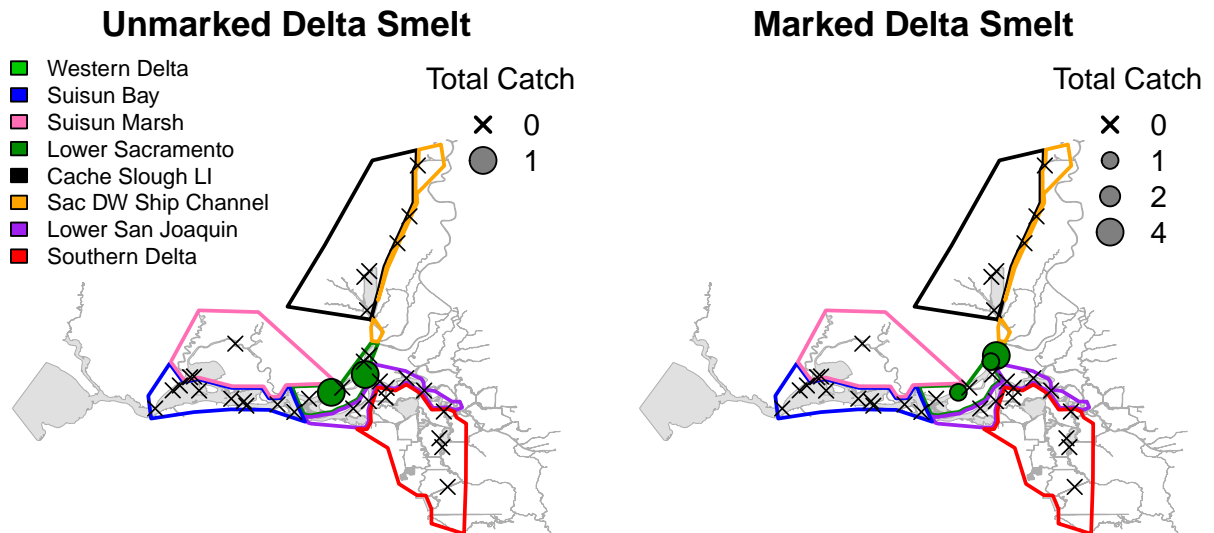 Unmarked Delta Smelt
Western Delta
Suisun Bay
Suisun Marsh
Lower Sacramento
Cache Slough LI
Sac DW Ship Channel
Lower San Joaquin
Southern Delta
Total Catch
0
1
Marked Delta Smelt
Total Catch
0
1
2
4